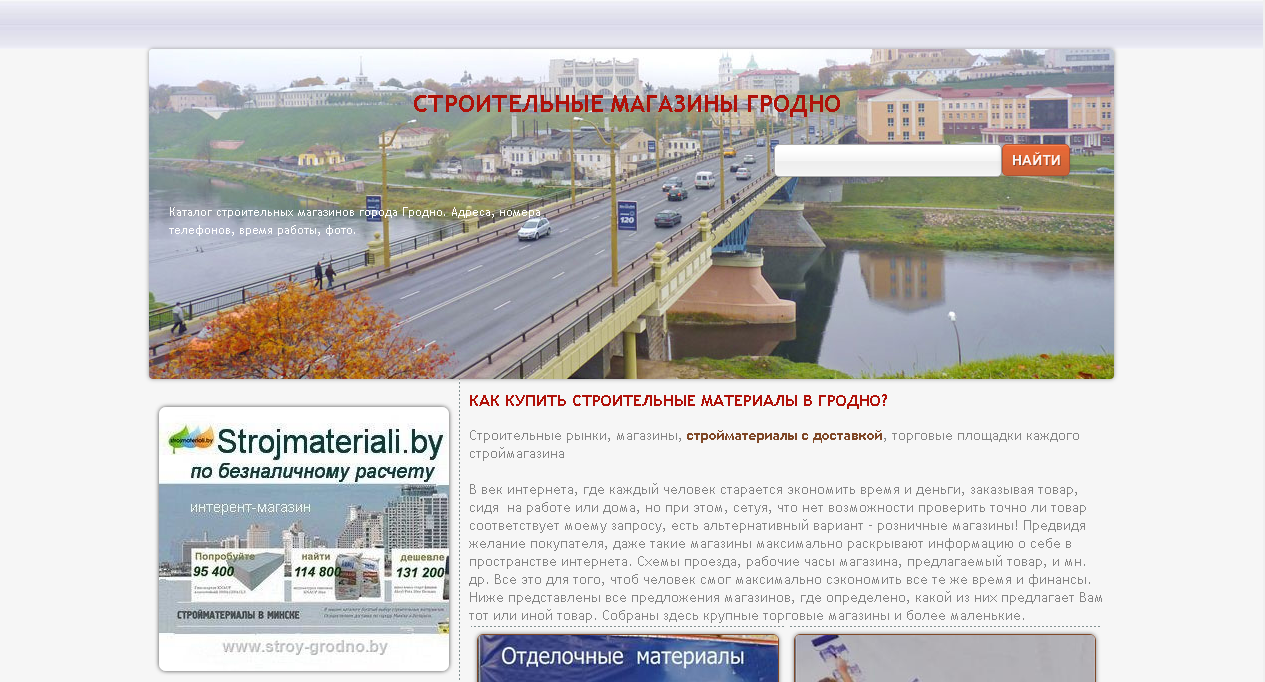 СТРОИТЕЛЬНЫЕ МАГАЗИНЫ ГРОДНО
НАЙТИ
Каталог строительных магазинов города Гродно. Адреса, номера
телефонов, время работы, фото.
120
strojmateriali.by
Strojmateriali.by
по безналичному расчету
интерент-магазин
Попробуйте найти дешевле
95 400 114 800 131 200
СТРОЙМАТЕРИАЛЫ В МИНСКЕ
www.stroy-grodno.by
КАК КУПИТЬ СТРОИТЕЛЬНЫЕ МАТЕРИАЛЫ В ГРОДНО?
Строительные рынки, магазины, стройматериалы с доставкой, торговые площадки каждого
строймагазина
В век интернета, где каждый человек старается экономить время и деньги, заказывая товар,
сидя на работе или дома, но при этом, сетуя, что нет возможности проверить точно ли товар
соответствует моему запросу, есть альтернативный вариант - розничные магазины! Предвидя
желание покупателя, даже такие магазины максимально раскрывают информацию о себе в
пространстве интернета. Схемы проезда, рабочие часы магазина, предлагаемый товар, и мн.
др. Все это для того, чтоб человек смог максимально сэкономить все те же время и финансы.
Ниже представлены все предложения магазинов, где определено, какой из них предлагает Вам
тот или иной товар. Собраны здесь крупные торговые магазины и более маленькие.
Отделочные материалы